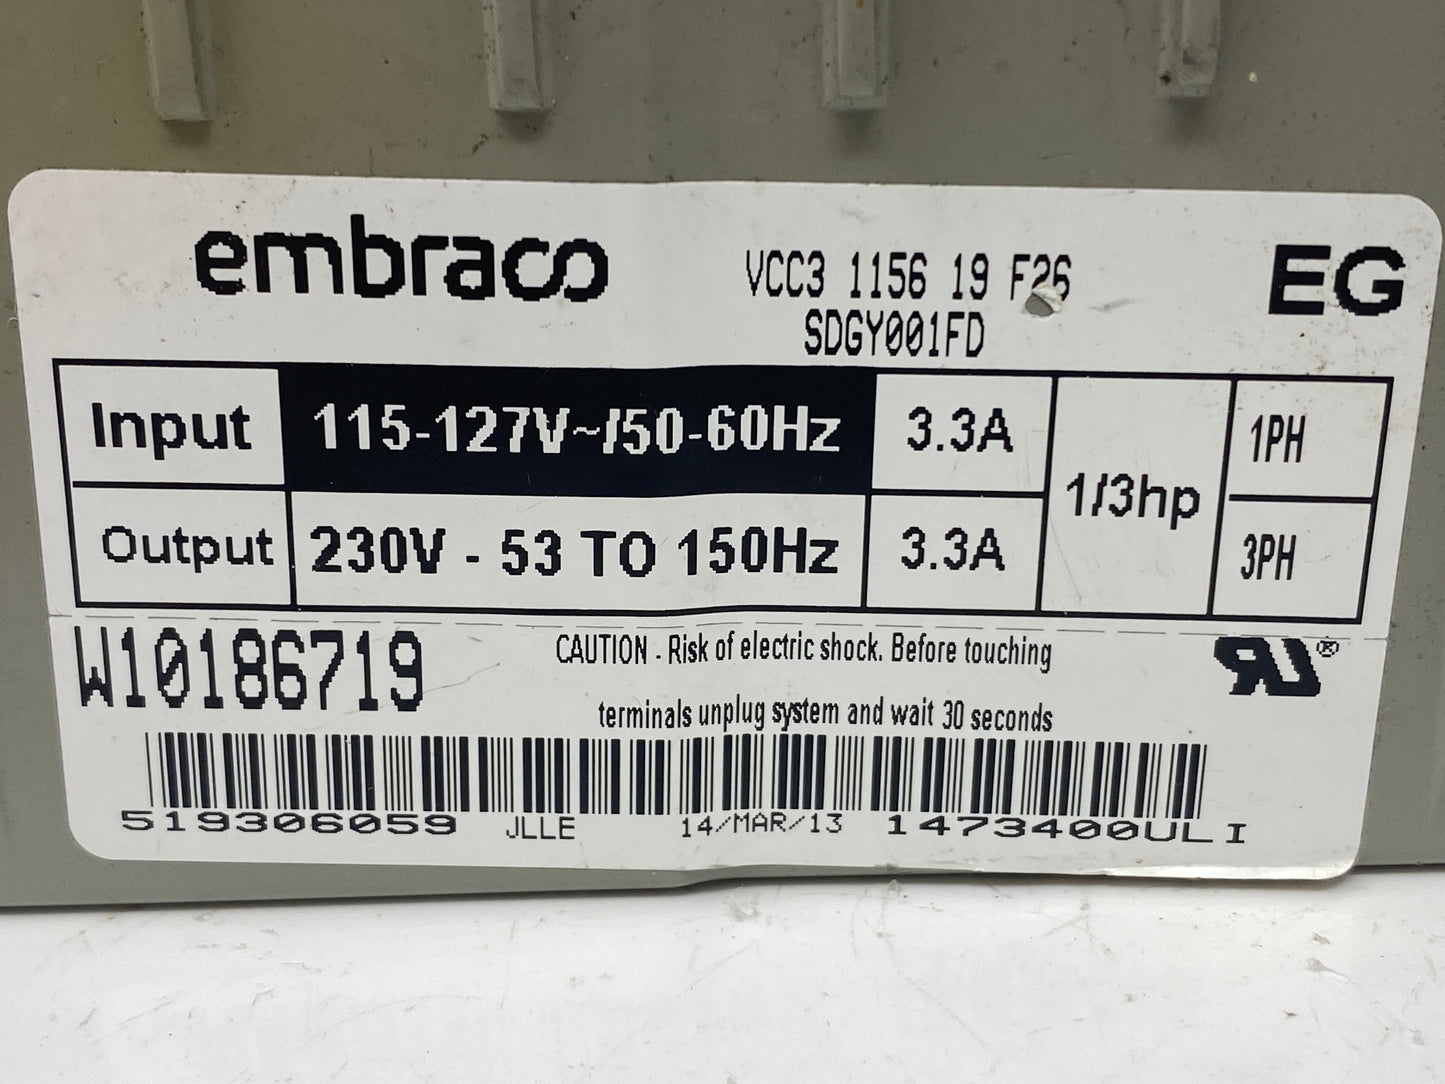 embraco
VCC3 1156 19 F26
SDGY001FD
EG
Input 115-127V~/50-60Hz 3.3A 1/3hp 1PH
Output 230V - 53 TO 150Hz 3.3A 3PH
W10186719
CAUTION - Risk of electric shock. Before touching
terminals unplug system and wait 30 seconds
RU®
519306059 JLLE 14/MAR/13 1473400ULI